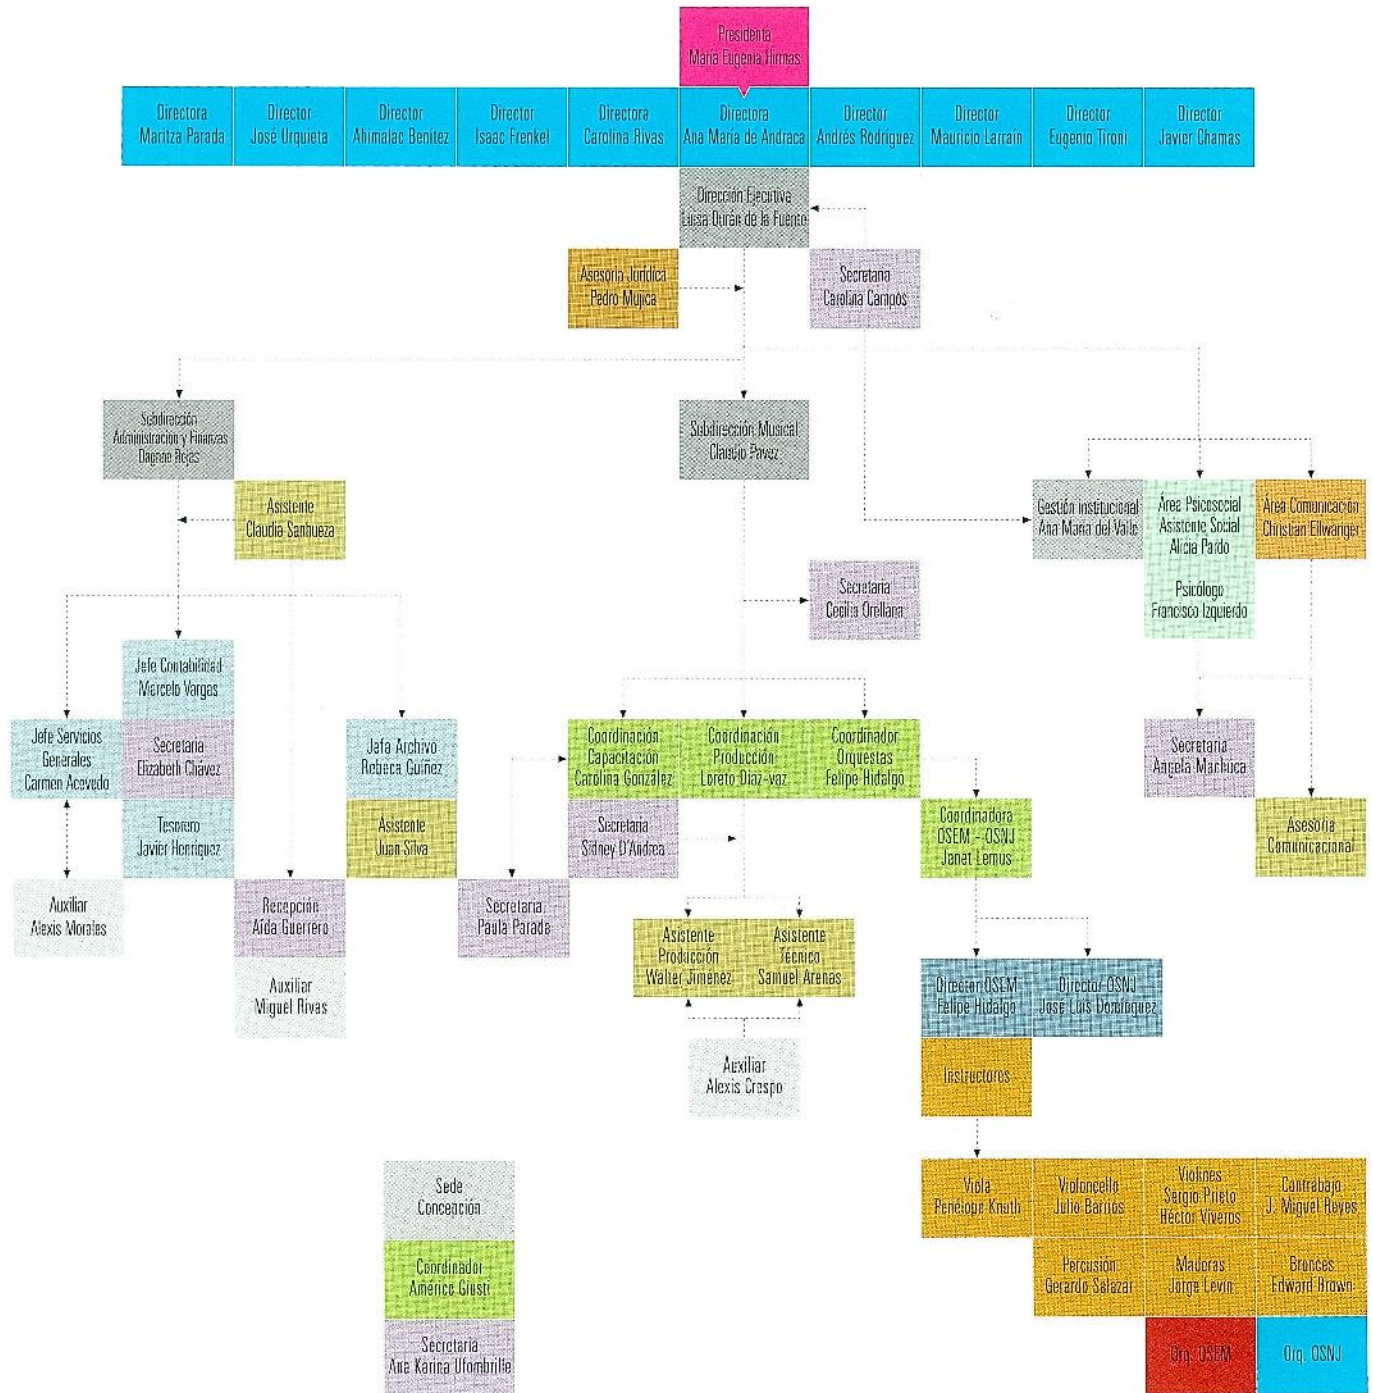 Presidenta
María Eugenia Hirmas
Directora
Maritza Parada
Director
José Urquieta
Director
Abimalac Benítez
Director
Isaac Frenkel
Directora
Carolina Rivas
Directora
Ana María de Andraca
Director
Andrés Rodríguez
Director
Mauricio Larraín
Director
Eugenio Tironi
Director
Javier Chamas
Dirección Ejecutiva
Luisa Durán de la Fuente
Asesoría Jurídica
Pedro Mujica
Secretaria
Carolina Campos
Subdirección
Administración y Finanzas
Dagnae Rojas
Subdirección Musical
Claudio Pavez
Asistente
Claudia Sanhueza
Gestión institucional
Ana María del Valle
Área Psicosocial
Asistente Social
Alicia Pardo
Psicólogo
Francisco Izquierdo
Área Comunicación
Christian Ellwanger
Secretaria
Cecilia Orellana
Jefe Contabilidad
Marcelo Vargas
Jefe Servicios
Generales
Carmen Acevedo
Secretaria
Elizabeth Chávez
Jefa Archivo
Rebeca Guíñez
Coordinación
Capacitación
Carolina González
Coordinación
Producción
Loreto Díaz-vaz
Coordinador
Orquestas
Felipe Hidalgo
Secretaria
Angela Machuca
Tesorero
Javier Henríquez
Asistente
Juan Silva
Secretaria
Sidney D'Andrea
Coordinadora
OSEM - OSNJ
Janet Lemus
Asesoría
Comunicacional
Auxiliar
Alexis Morales
Recepción
Aída Guerrero
Secretaria
Paula Parada
Asistente
Producción
Walter Jiménez
Asistente
Técnico
Samuel Arenas
Auxiliar
Miguel Rivas
Director OSEM
Felipe Hidalgo
Director OSNJ
José Luis Domínguez
Auxiliar
Alexis Crespo
Instructores
Sede
Concepción
Coordinador
Américo Giusti
Secretaria
Ana Karina Ufombrille
Viola
Penélope Knuth
Violoncello
Julio Barrios
Violines
Sergio Prieto
Héctor Viveros
Contrabajo
J. Miguel Reyes
Percusión
Gerardo Salazar
Maderas
Jorge Levin
Bronces
Edward Brown
Orq. OSEM
Orq. OSNJ